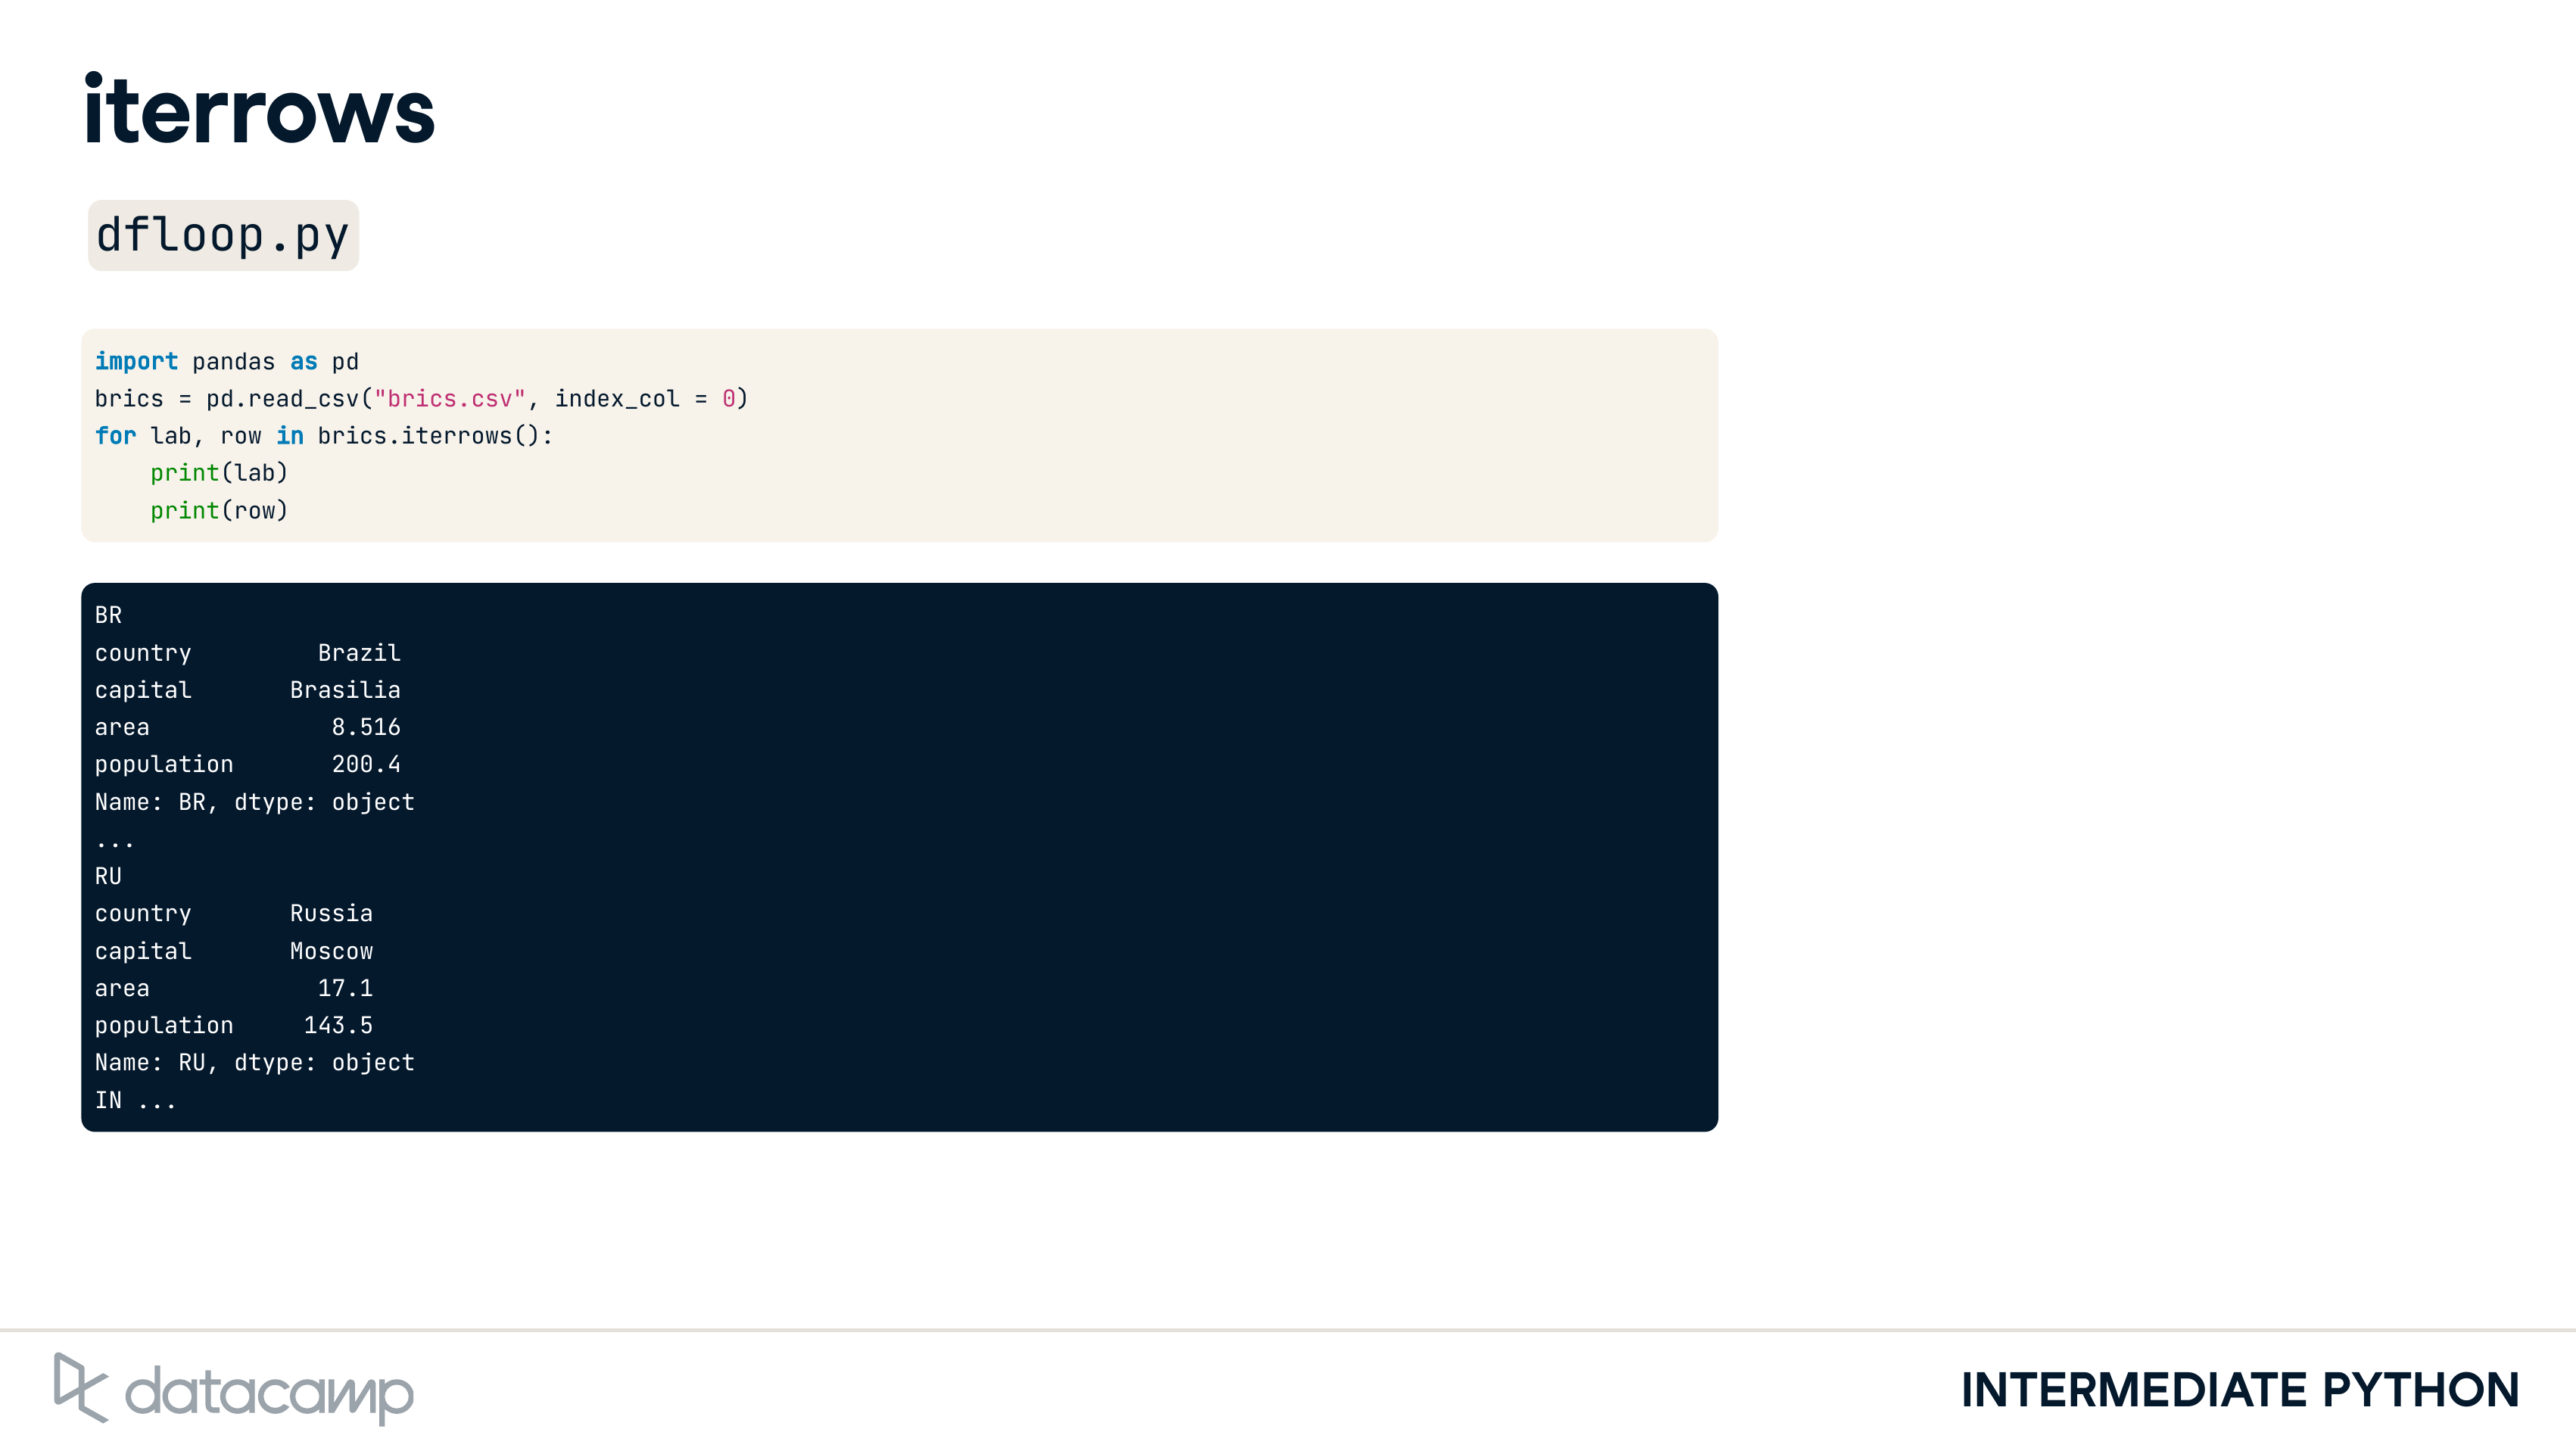 iterrows
dfloop.py
import pandas as pd
brics = pd.read_csv("brics.csv", index_col = 0)
for lab, row in brics.iterrows():
    print(lab)
    print(row)
BR
country         Brazil
capital       Brasilia
area             8.516
population       200.4
Name: BR, dtype: object
...
RU
country       Russia
capital       Moscow
area            17.1
population     143.5
Name: RU, dtype: object
IN ...
datacamp
INTERMEDIATE PYTHON